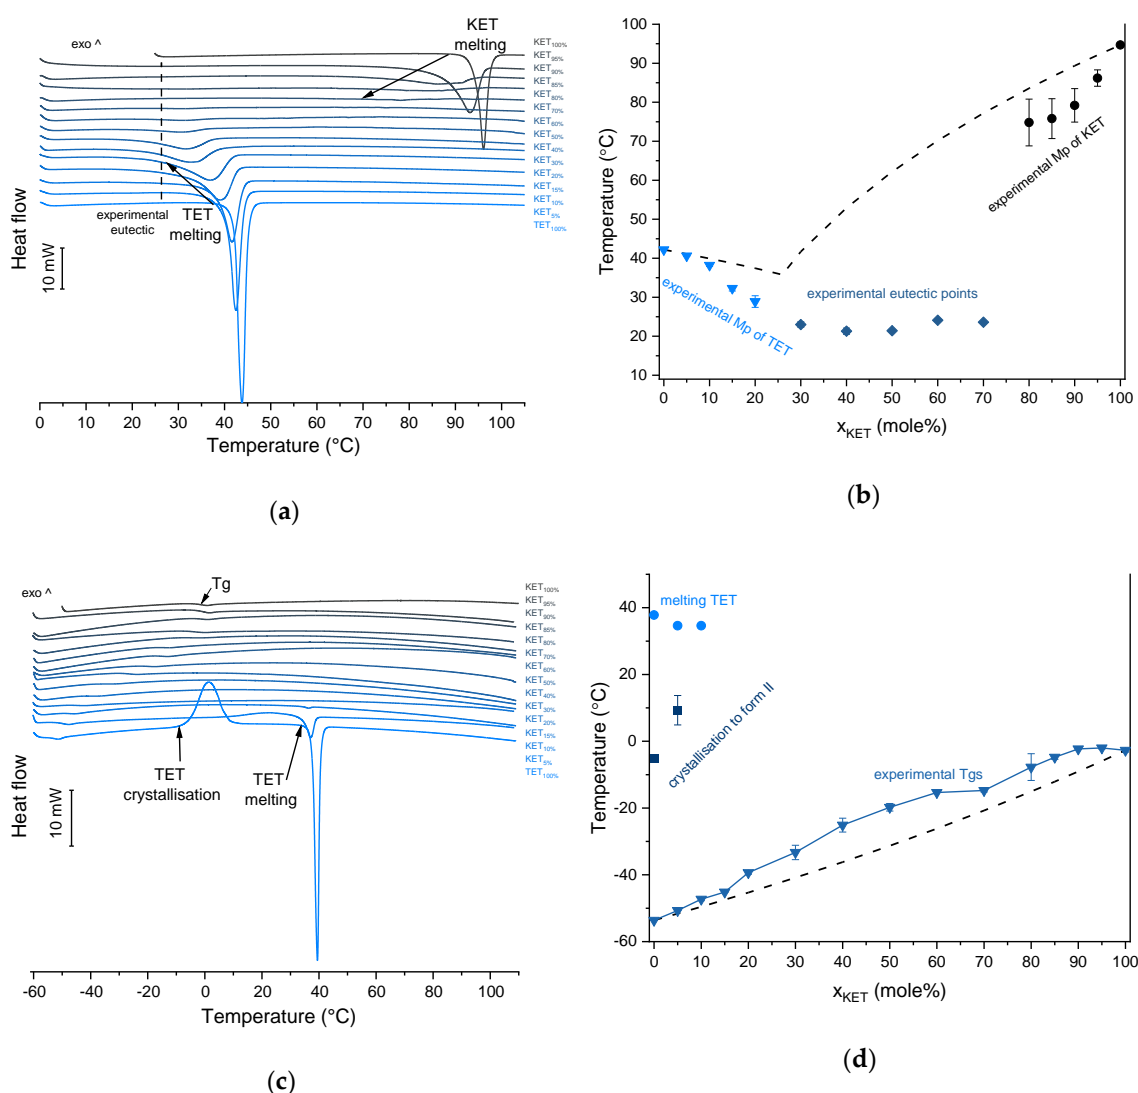 exo ^
KET
melting
KET100%
KET95%
KET90%
KET85%
KET80%
KET70%
KET60%
KET50%
KET40%
KET30%
KET20%
KET15%
KET10%
KET5%
TET100%
experimental
eutectic
TET
melting
10 mW
Heat flow
0 10 20 30 40 50 60 70 80 90 100
Temperature (°C)
(a)
100
90
80
70
60
50
40
30
20
10
Temperature (°C)
experimental Mp of KET
experimental eutectic points
experimental Mp of TET
0 10 20 30 40 50 60 70 80 90 100
xKET (mole%)
(b)
exo ^
Tg
KET100%
KET95%
KET90%
KET85%
KET80%
KET70%
KET60%
KET50%
KET40%
KET30%
KET20%
KET15%
KET10%
KET5%
TET100%
TET
crystallisation
TET
melting
10 mW
Heat flow
-60 -40 -20 0 20 40 60 80 100
Temperature (°C)
(c)
40
20
0
-20
-40
-60
Temperature (°C)
melting TET
crystallisation to form II
experimental Tgs
0 10 20 30 40 50 60 70 80 90 100
xKET (mole%)
(d)